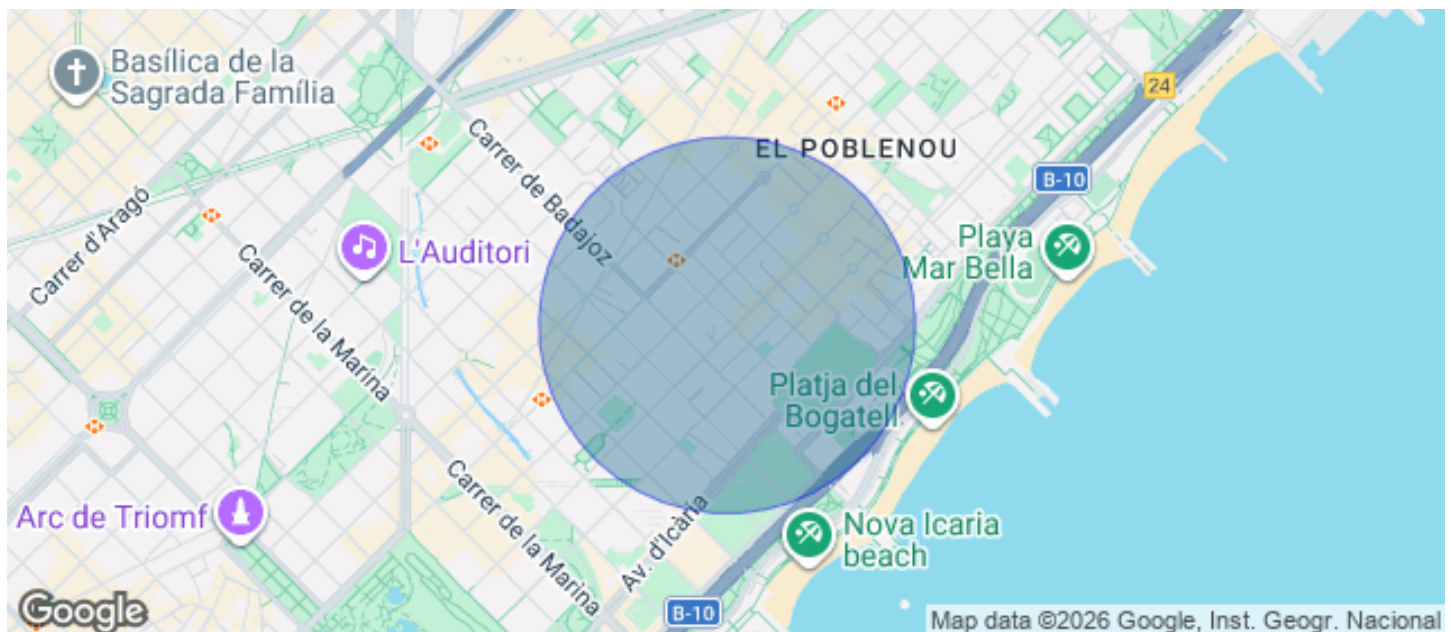 Basílica de la
Sagrada Família
24
Carrer de Badajoz
EL POBLENOU
B-10
Carrer d'Aragó
L'Auditori
Playa
Mar Bella
Carrer de la Marina
Platja del
Bogatell
Carrer de la Marina
Arc de Triomf
Av. d'Icària
Nova Icaria
beach
B-10
Google
Map data ©2026 Google, Inst. Geogr. Nacional